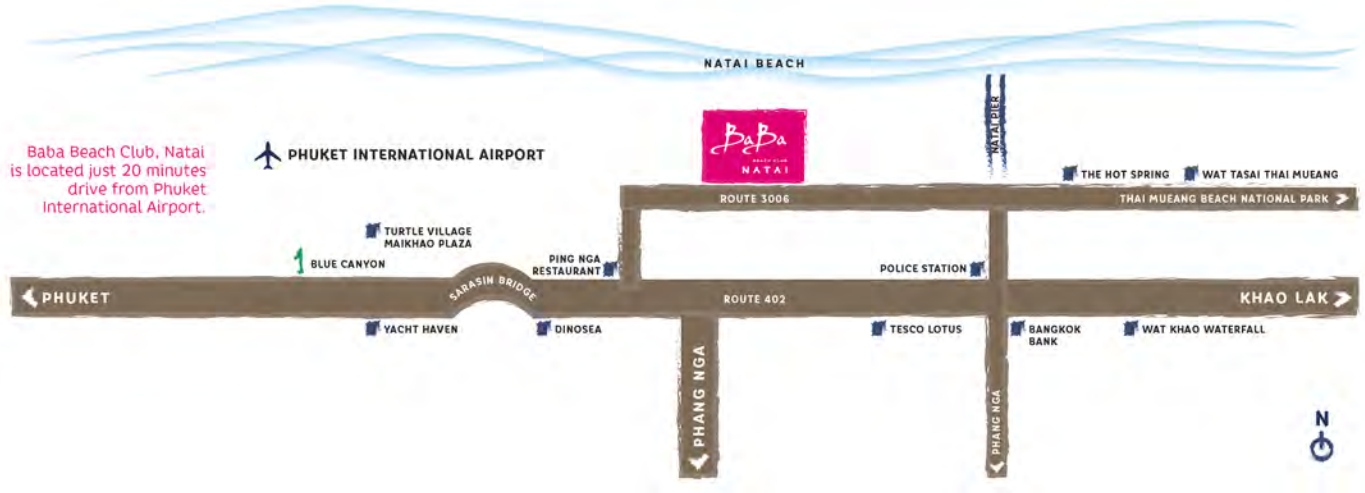 NATAI BEACH
Baba Beach Club, Natai
is located just 20 minutes
drive from Phuket
International Airport.
PHUKET INTERNATIONAL AIRPORT
BaBa
BEACH CLUB
NATAI
NATAI PIER
THE HOT SPRING
WAT TASAI THAI MUEANG
ROUTE 3006
THAI MUEANG BEACH NATIONAL PARK
TURTLE VILLAGE
MAIKHAO PLAZA
BLUE CANYON
PING NGA
RESTAURANT
POLICE STATION
PHUKET
SARASIN BRIDGE
ROUTE 402
KHAO LAK
YACHT HAVEN
DINOSEA
TESCO LOTUS
BANGKOK
BANK
WAT KHAO WATERFALL
PHANG NGA
PHANG NGA
N